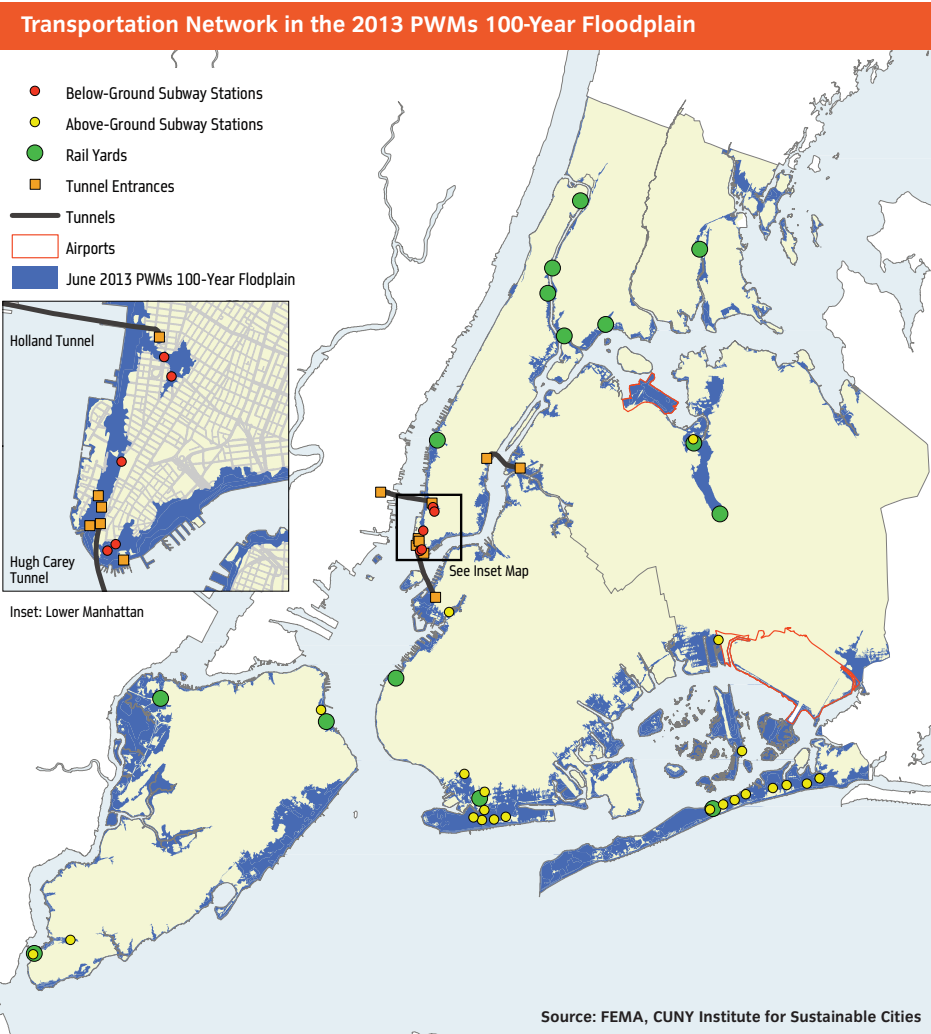 Transportation Network in the 2013 PWMs 100-Year Floodplain
Below-Ground Subway Stations
Above-Ground Subway Stations
Rail Yards
Tunnel Entrances
Tunnels
Airports
June 2013 PWMs 100-Year Flodplain
Holland Tunnel
Hugh Carey
Tunnel
See Inset Map
Inset: Lower Manhattan
Source: FEMA, CUNY Institute for Sustainable Cities